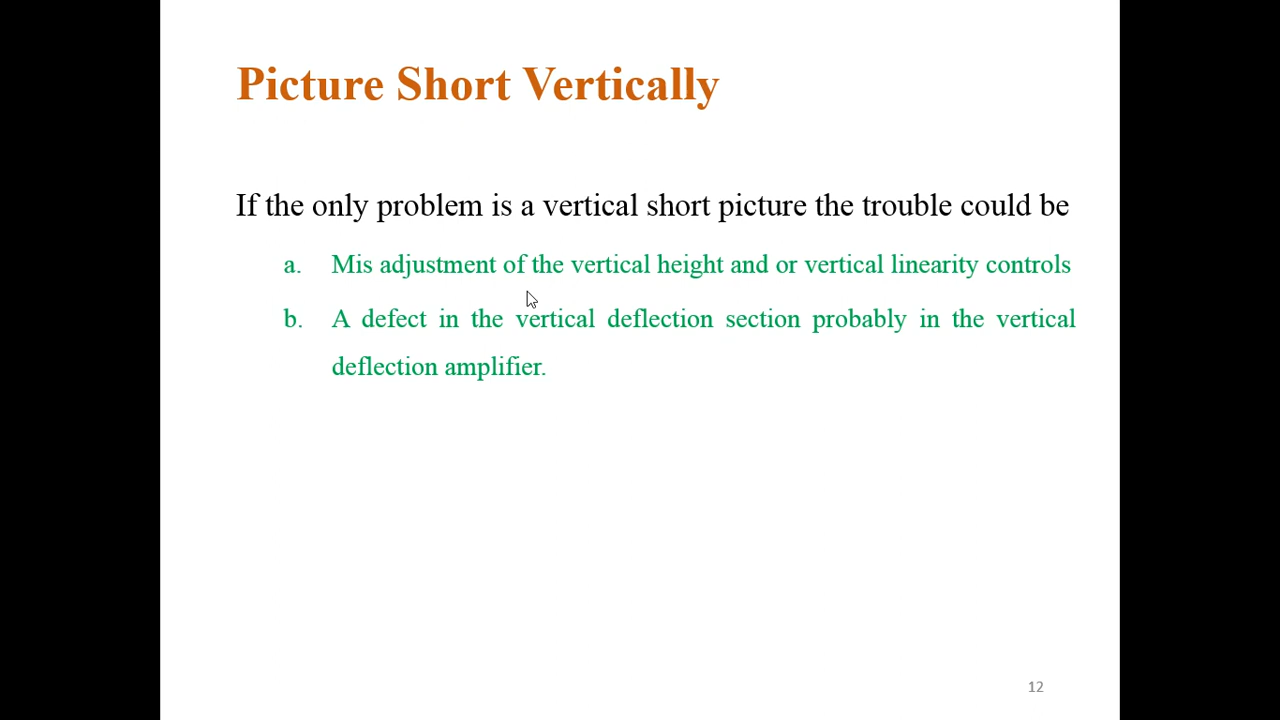 Picture Short Vertically
If the only problem is a vertical short picture the trouble could be
a. Mis adjustment of the vertical height and or vertical linearity controls
b. A defect in the vertical deflection section probably in the vertical
deflection amplifier.
12